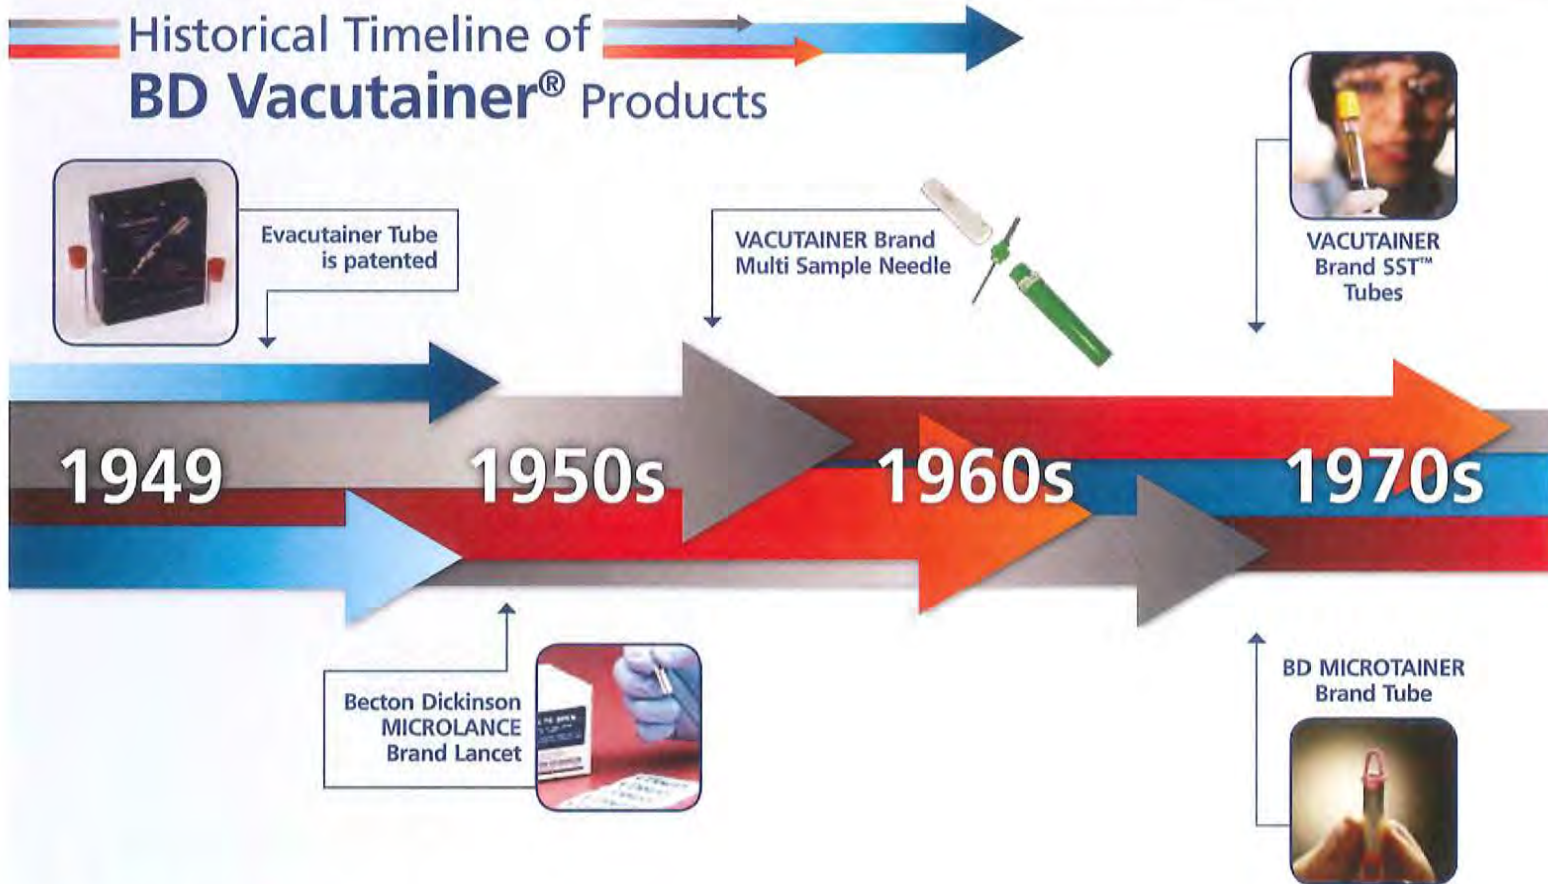 Historical Timeline of
BD Vacutainer® Products
Evacutainer Tube
is patented
VACUTAINER Brand
Multi Sample Needle
VACUTAINER
Brand SST™
Tubes
1949
1950s
1960s
1970s
Becton Dickinson
MICROLANCE
Brand Lancet
BD MICROTAINER
Brand Tube